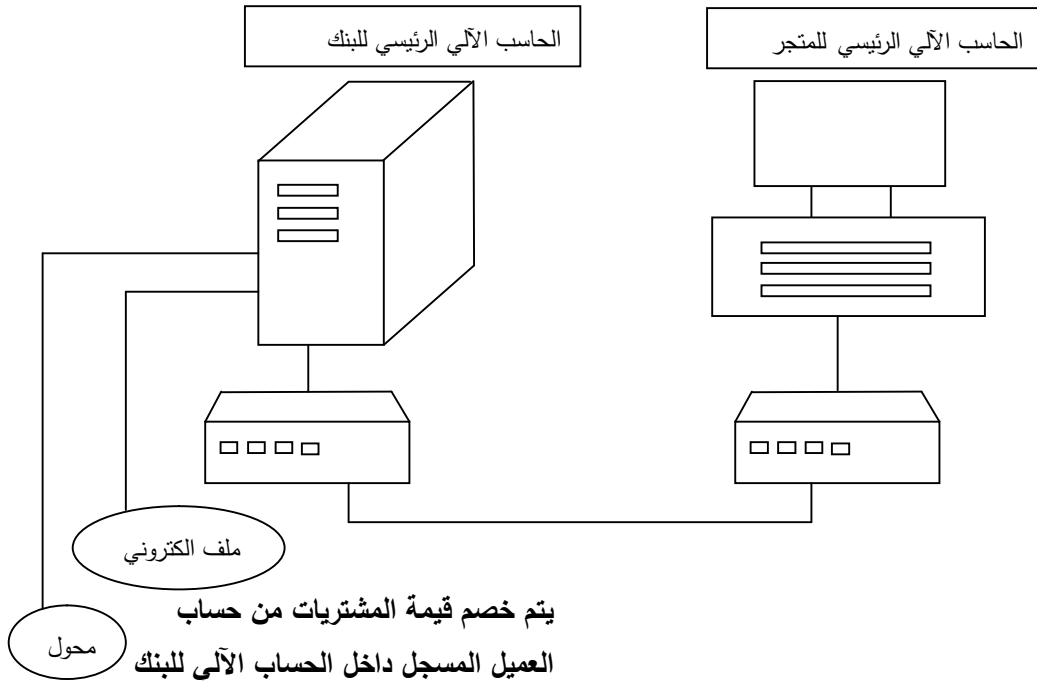 الحاسب الآلي الرئيسي للمتجر
الحاسب الآلي الرئيسي للبنك
ملف الكتروني
يتم خصم قيمة المشتريات من حساب
محول
العميل المسجل داخل الحساب الآلي للبنك